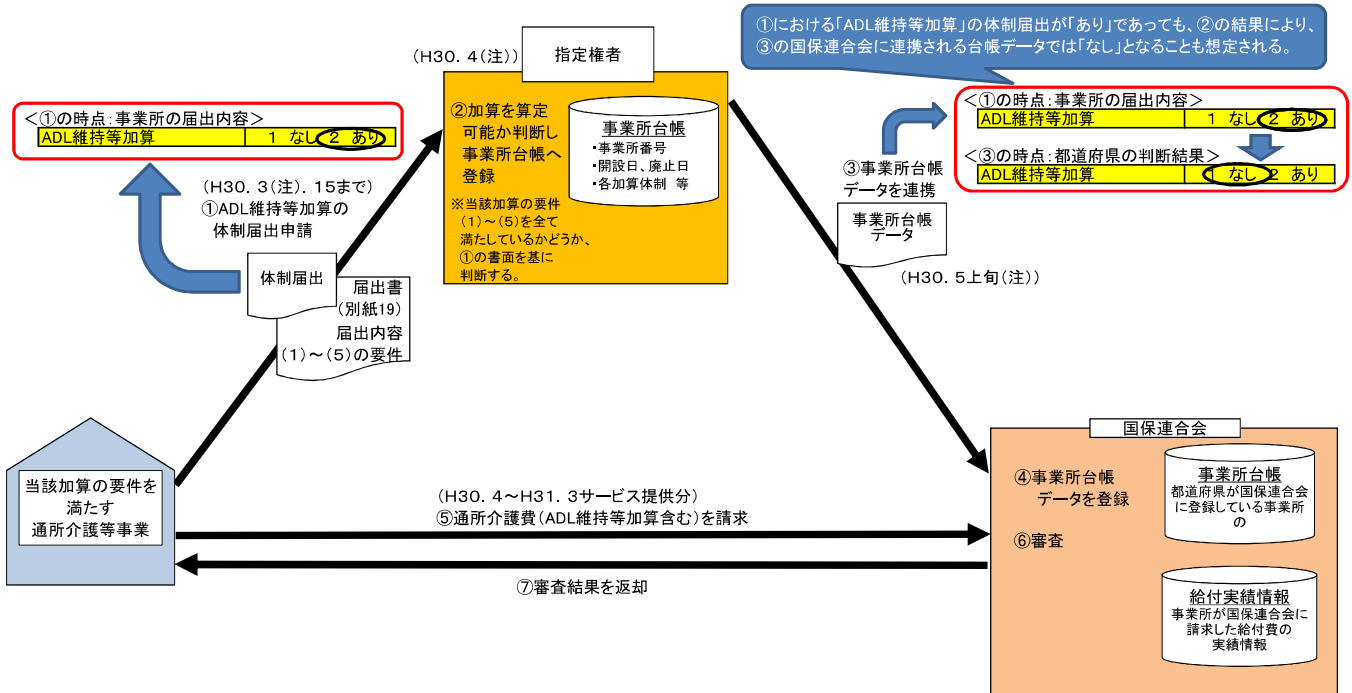 ①における「ADL維持等加算」の体制届出が「あり」であっても、②の結果により、
③の国保連合会に連携される台帳データでは「なし」となることも想定される。
(H30.4(注))
指定権者
②加算を算定
可能か判断し
事業所台帳へ
登録
※当該加算の要件
(1)～(5)を全て
満たしているかどうか、
①の書面を基に
判断する。
事業所台帳
・事業所番号
・開設日、廃止日
・各加算体制 等
＜①の時点:事業所の届出内容＞
ADL維持等加算 1 なし 2 あり
(H30.3(注).15まで)
①ADL維持等加算の
体制届出申請
体制届出
届出書
(別紙19)
届出内容
(1)～(5)の要件
③事業所台帳
データを連携
事業所台帳
データ
(H30.5上旬(注))
＜①の時点:事業所の届出内容＞
ADL維持等加算 1 なし 2 あり
＜③の時点:都道府県の判断結果＞
ADL維持等加算 1 なし 2 あり
当該加算の要件を
満たす
通所介護等事業
(H30.4～H31.3サービス提供分)
⑤通所介護費(ADL維持等加算含む)を請求
⑦審査結果を返却
国保連合会
④事業所台帳
データを登録
⑥審査
事業所台帳
都道府県が国保連合会
に登録している事業所
の
給付実績情報
事業所が国保連合会に
請求した給付費の
実績情報